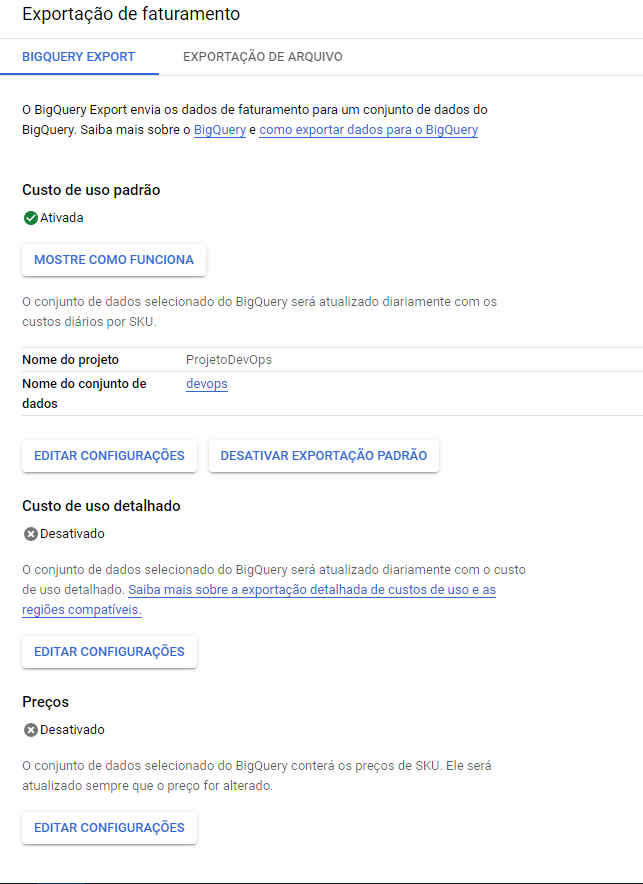 Exportação de faturamento
BIGQUERY EXPORT
EXPORTAÇÃO DE ARQUIVO
O BigQuery Export envia os dados de faturamento para um conjunto de dados do
BigQuery. Saiba mais sobre o BigQuery e como exportar dados para o BigQuery
Custo de uso padrão
Ativada
MOSTRE COMO FUNCIONA
O conjunto de dados selecionado do BigQuery será atualizado diariamente com os
custos diários por SKU.
Nome do projeto ProjetoDevOps
Nome do conjunto de devops
dados
EDITAR CONFIGURAÇÕES
DESATIVAR EXPORTAÇÃO PADRÃO
Custo de uso detalhado
Desativado
O conjunto de dados selecionado do BigQuery será atualizado diariamente com o custo
de uso detalhado. Saiba mais sobre a exportação detalhada de custos de uso e as
regiões compatíveis.
EDITAR CONFIGURAÇÕES
Preços
Desativado
O conjunto de dados selecionado do BigQuery conterá os preços de SKU. Ele será
atualizado sempre que o preço for alterado.
EDITAR CONFIGURAÇÕES